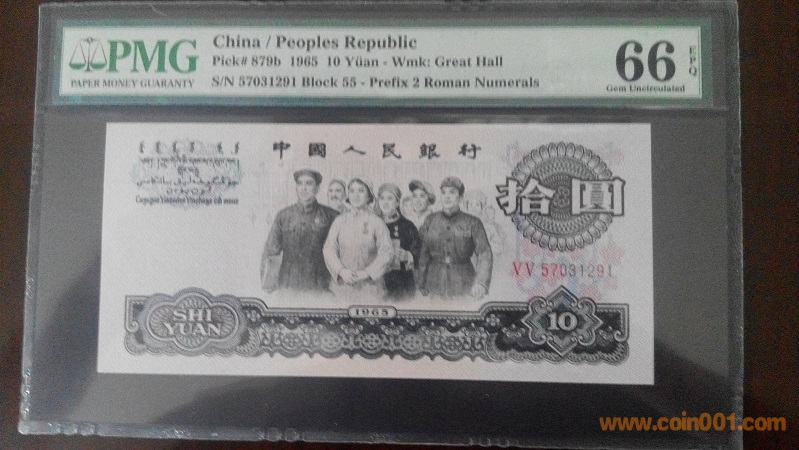 PMG
PAPER MONEY GUARANTY
China / Peoples Republic
Pick# 879b 1965 10 Yüan - Wmk: Great Hall
S/N 57031291 Block 55 - Prefix 2 Roman Numerals
66 EPQ
Gem Uncirculated
中國人民銀行
拾圓
VV 57031291
SHI
YUAN
1965
10
www.coin001.com